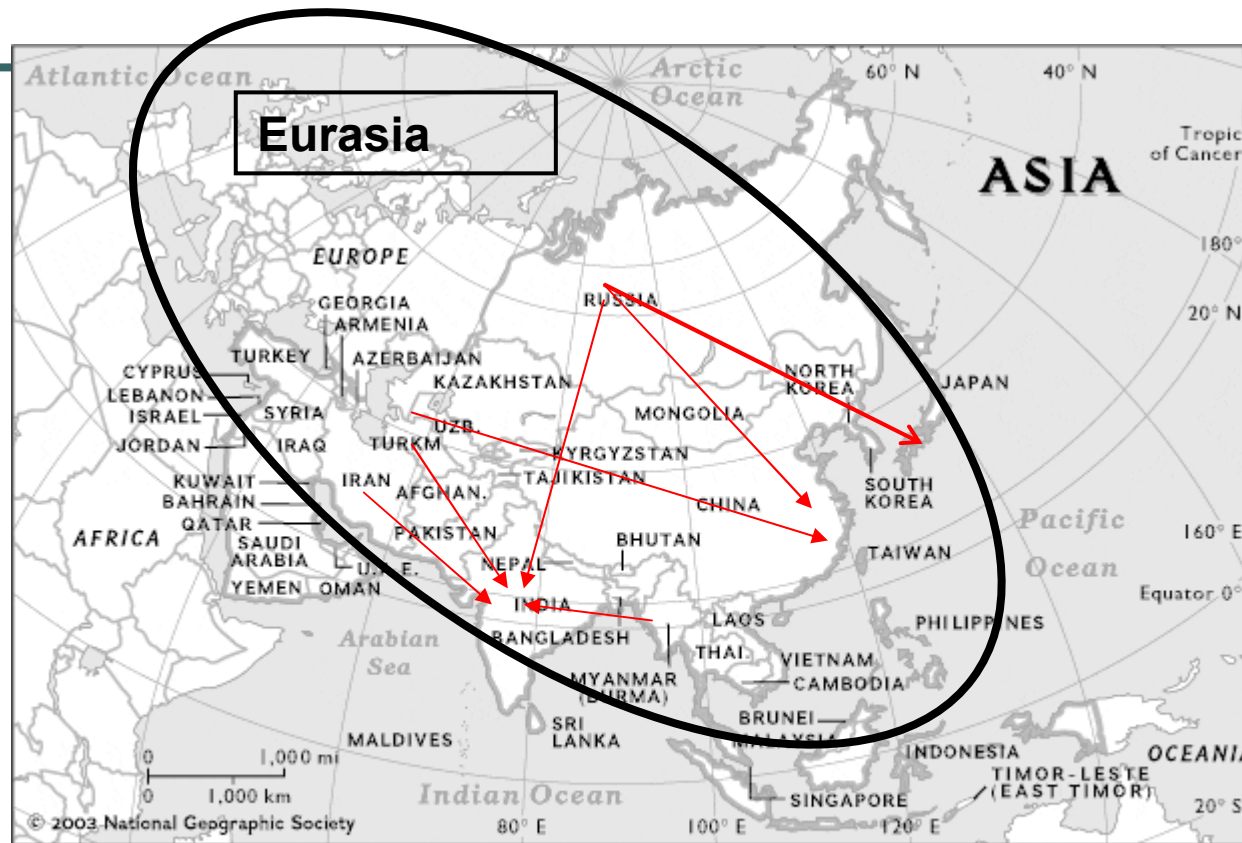 Atlantic Ocean
Arctic
Ocean
60° N
40° N
Eurasia
Tropic
of Cancer
ASIA
180°
EUROPE
GEORGIA
ARMENIA
RUSSIA
20° N
TURKEY
AZERBAIJAN
CYPRUS
LEBANON
ISRAEL
KAZAKHSTAN
NORTH
KOREA
JAPAN
SYRIA
MONGOLIA
UZB.
JORDAN
IRAQ
TURKM
KYRGYZSTAN
TAJIKISTAN
KUWAIT
IRAN
AFGHAN.
SOUTH
KOREA
BAHRAIN
CHINA
QATAR
PAKISTAN
Pacific
Ocean
160° E
AFRICA
SAUDI
ARABIA
BHUTAN
TAIWAN
U.A.E.
NEPAL
YEMEN
OMAN
INDIA
Equator 0°
LAOS
PHILIPPINES
Arabian
Sea
BANGLADESH
THAI.
VIETNAM
MYANMAR
(BURMA)
CAMBODIA
SRI
LANKA
BRUNEI
MALDIVES
MALAYSIA
INDONESIA
OCEANIA
0 1,000 mi
0 1,000 km
TIMOR-LESTE
(EAST TIMOR)
Indian Ocean
SINGAPORE
20° S
© 2003 National Geographic Society
80° E
100° E
120° E